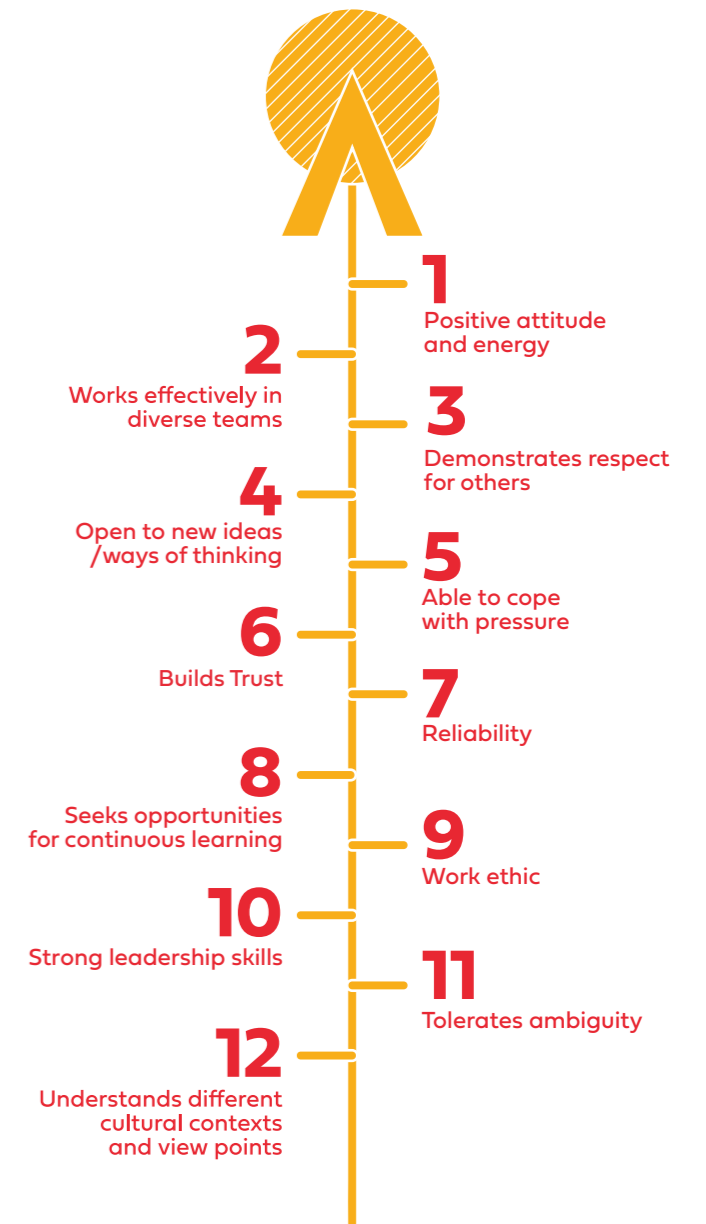 1
Positive attitude
and energy
2
Works effectively in
diverse teams
3
Demonstrates respect
for others
4
Open to new ideas
/ways of thinking
5
Able to cope
with pressure
6
Builds Trust
7
Reliability
8
Seeks opportunities
for continuous learning
9
Work ethic
10
Strong leadership skills
11
Tolerates ambiguity
12
Understands different
cultural contexts
and view points